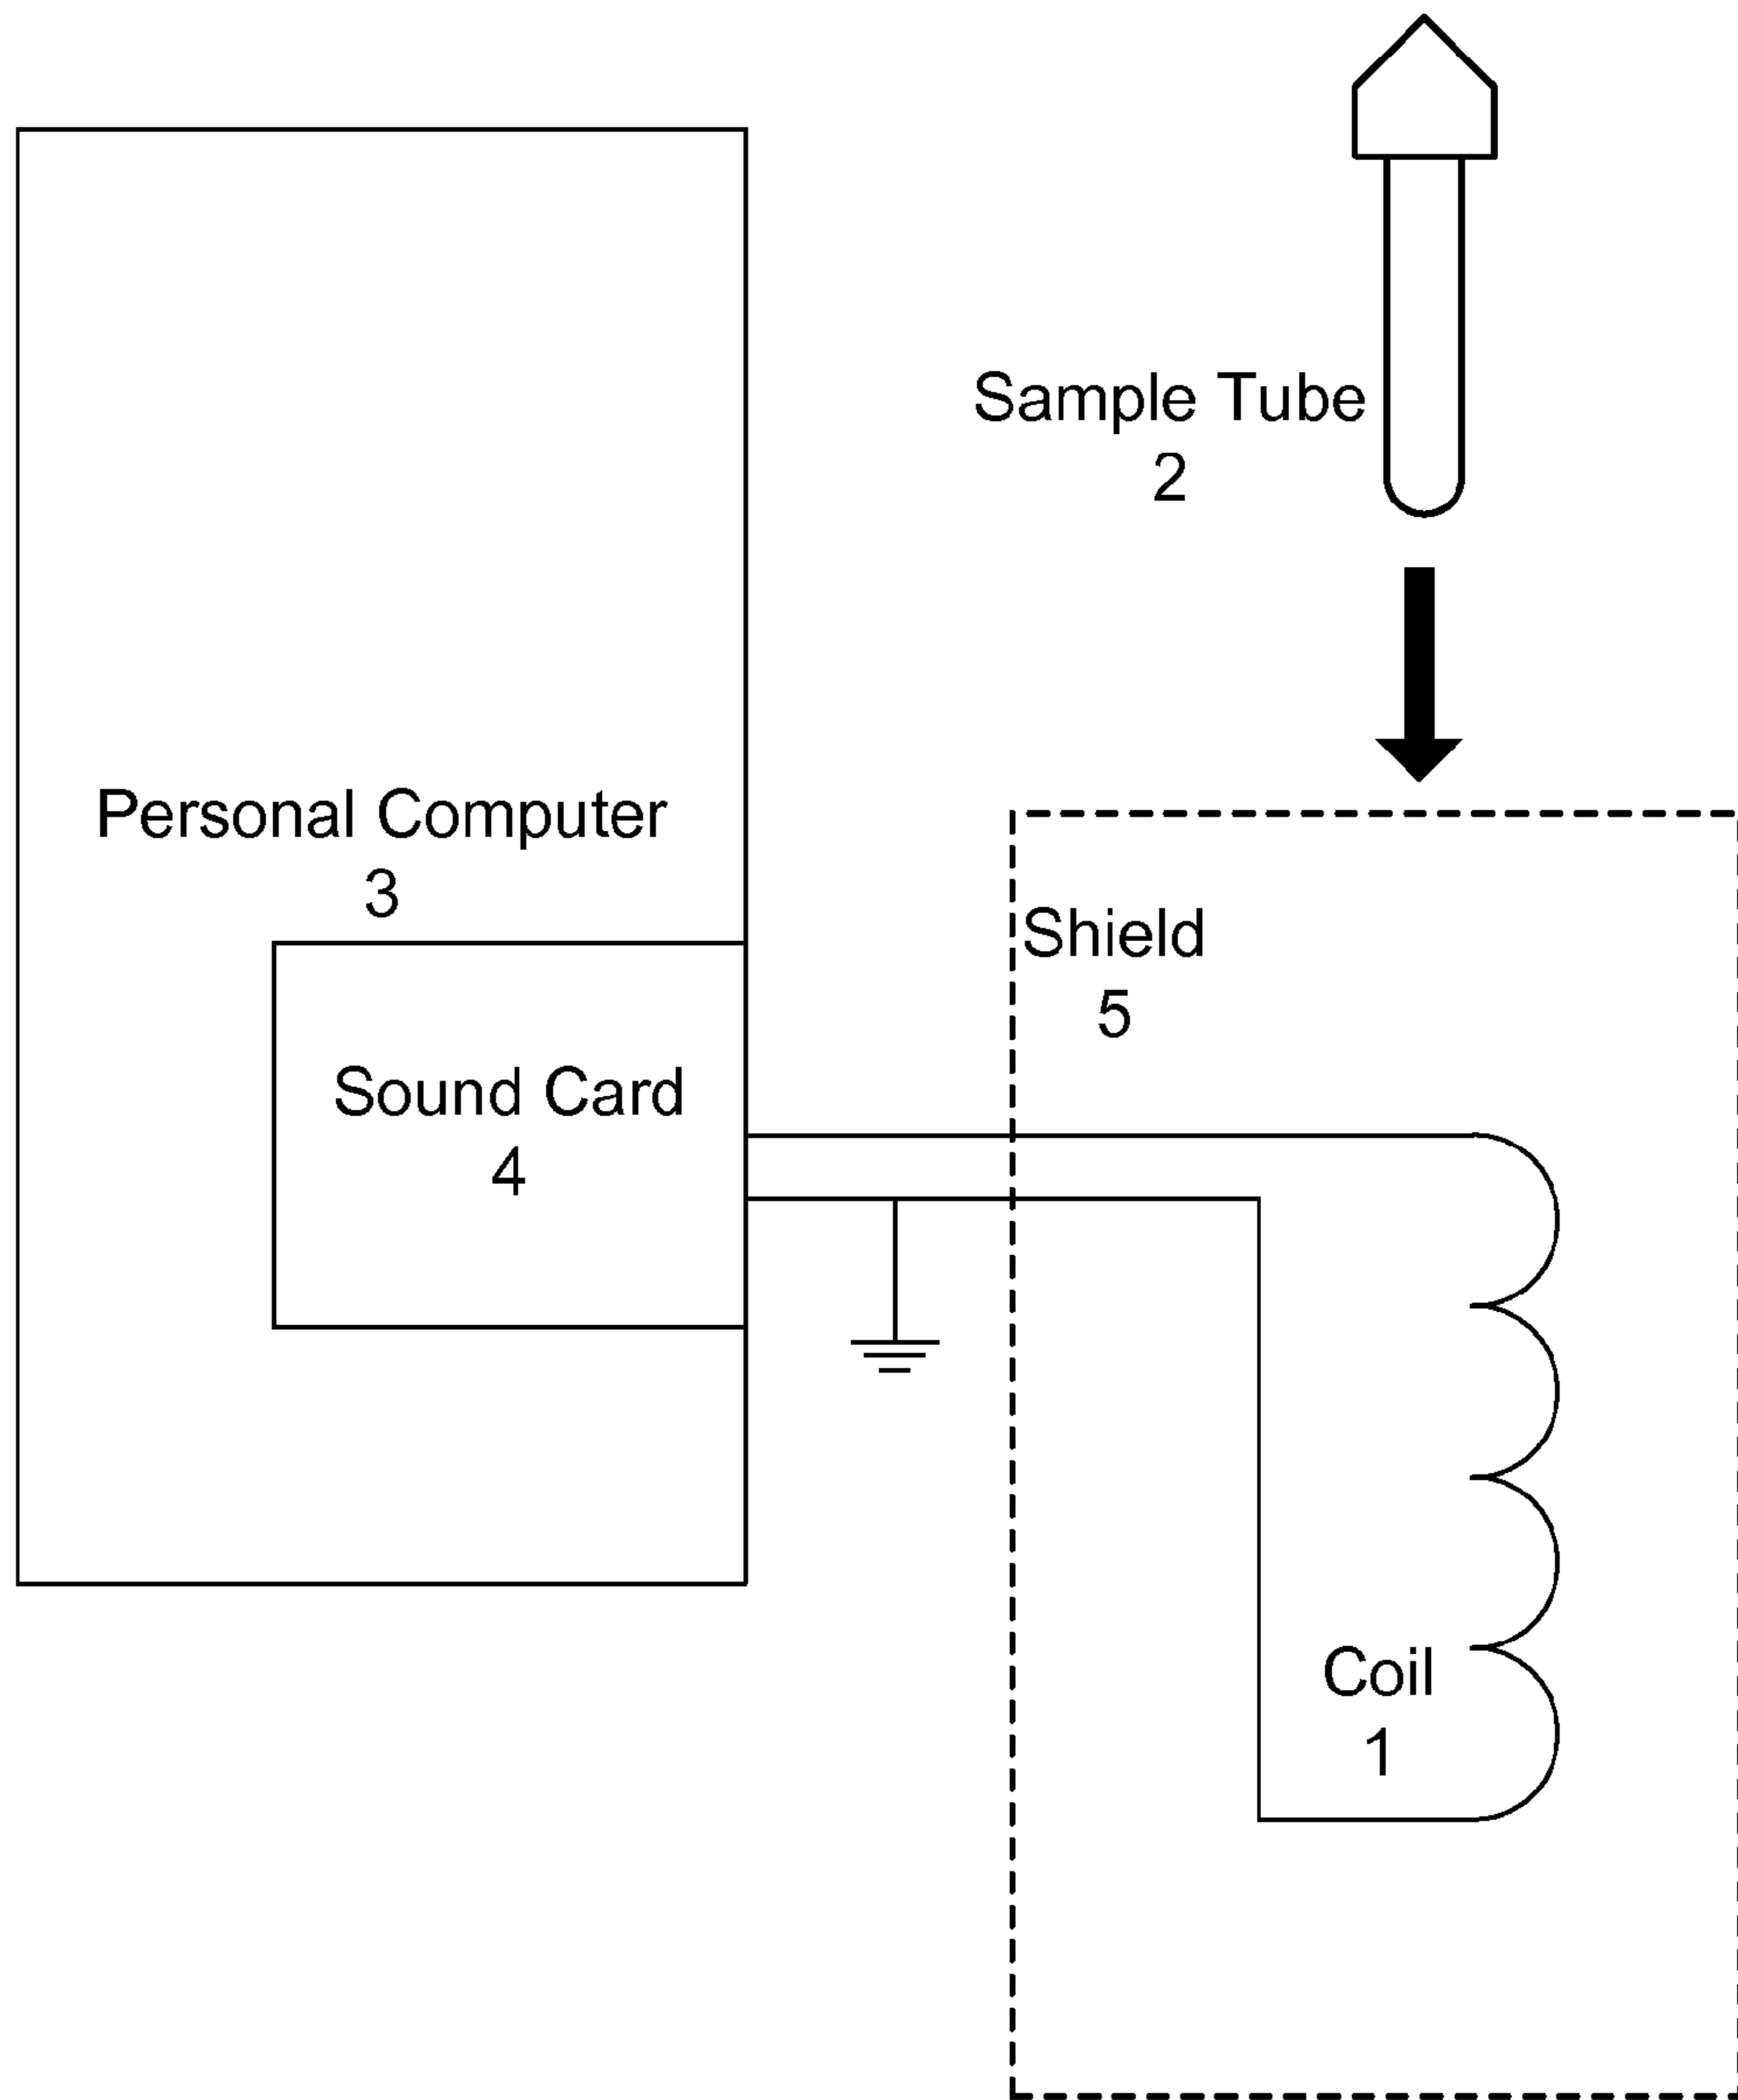 Sample Tube
2
Personal Computer
3
Shield
5
Sound Card
4
Coil
1